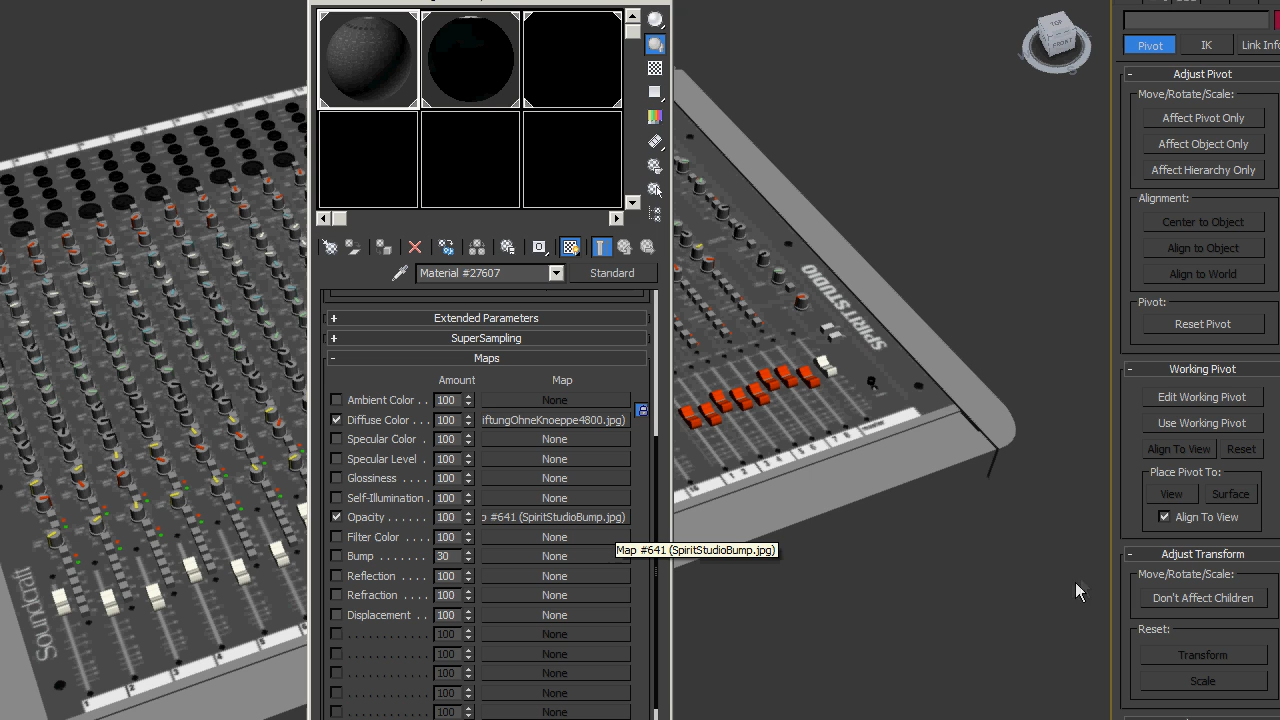 TOP
FRONT
Pivot
IK
Link Info
Adjust Pivot
Move/Rotate/Scale:
Affect Pivot Only
Affect Object Only
Affect Hierarchy Only
Alignment:
Center to Object
Align to Object
Align to World
Pivot:
Reset Pivot
Working Pivot
Edit Working Pivot
Use Working Pivot
Align To View
Reset
Place Pivot To:
View
Surface
Align To View
Adjust Transform
Move/Rotate/Scale:
Don't Affect Children
Reset:
Transform
Scale
Material #27607
Standard
Extended Parameters
SuperSampling
Maps
Amount
Map
Ambient Color . . 100 None
Diffuse Color . . . 100 iftungOhneKnoeppe4800.jpg)
Specular Color . 100 None
Specular Level . 100 None
Glossiness . . . . 100 None
Self-Illumination . 100 None
Opacity . . . . . . 100 #641 (SpiritStudioBump.jpg)
Filter Color . . . . 100 None
Bump . . . . . . . 30 None
Reflection . . . . 100 None
Refraction . . . . 100 None
Displacement . . 100 None
. . . . . . . . . . . . 100 None
. . . . . . . . . . . . 100 None
. . . . . . . . . . . . 100 None
. . . . . . . . . . . . 100 None
. . . . . . . . . . . . 100 None
Map #641 (SpiritStudioBump.jpg)
SPIRIT STUDIO
Soundcraft
1
2
3
4
5